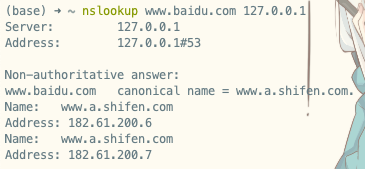 (base) ➜ ~ nslookup www.baidu.com 127.0.0.1
Server:         127.0.0.1
Address:        127.0.0.1#53

Non-authoritative answer:
www.baidu.com   canonical name = www.a.shifen.com.
Name:   www.a.shifen.com
Address: 182.61.200.6
Name:   www.a.shifen.com
Address: 182.61.200.7